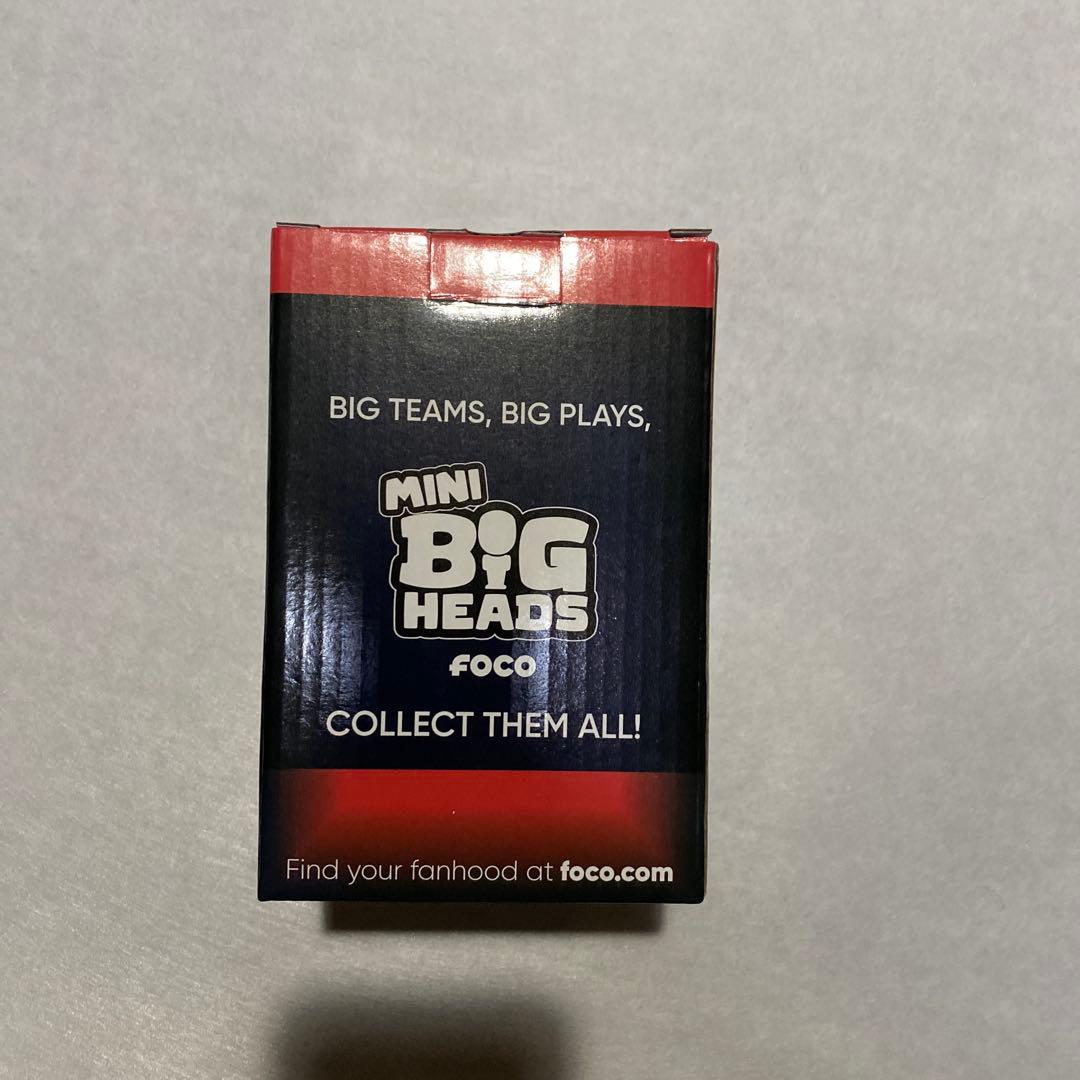 BIG TEAMS, BIG PLAYS,
MINI
BIG
HEADS
FOCO
COLLECT THEM ALL!
Find your fanhood at foco.com